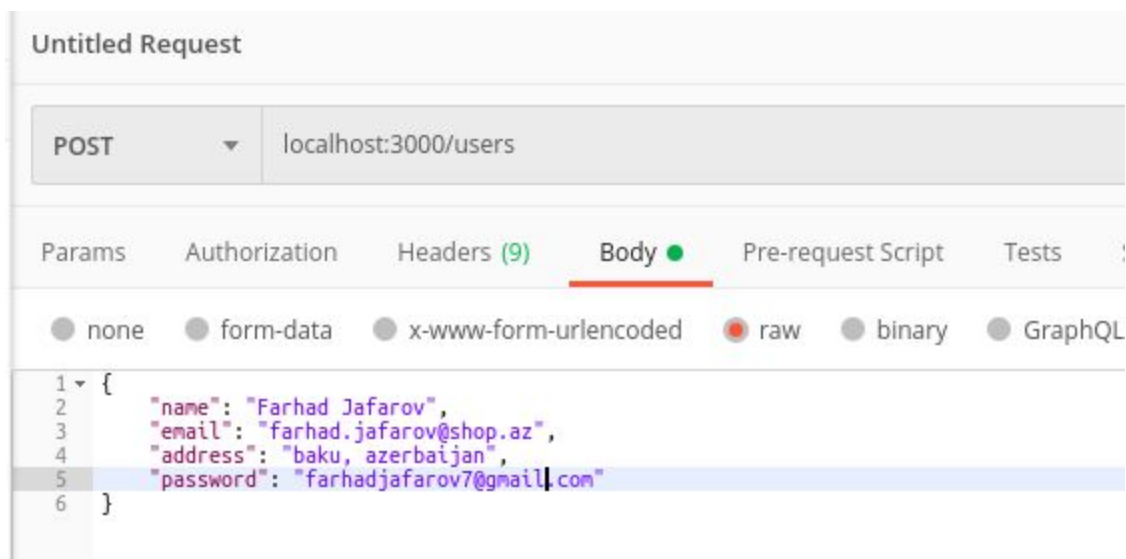 Untitled Request
POST localhost:3000/users
Params Authorization Headers (9) Body Pre-request Script Tests
none form-data x-www-form-urlencoded raw binary GraphQL
1 {
2 "name": "Farhad Jafarov",
3 "email": "farhad.jafarov@shop.az",
4 "address": "baku, azerbaijan",
5 "password": "farhadjafarov7@gmail.com"
6 }